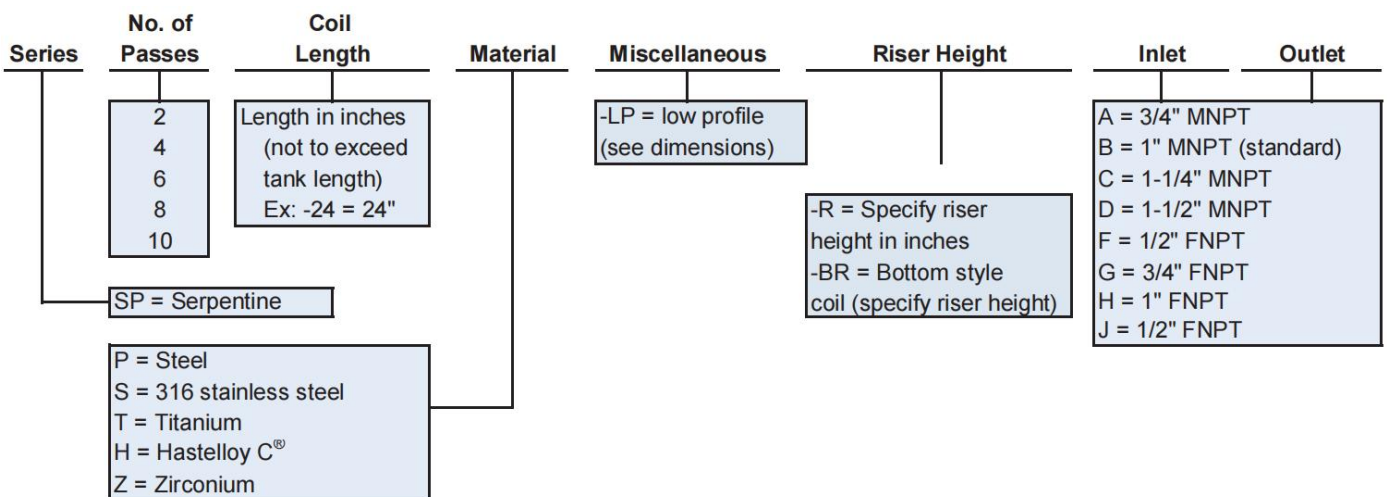 No. of
Coil
Series
Passes
Length
Material
Miscellaneous
Riser Height
Inlet
Outlet
2
4
6
8
10
Length in inches
(not to exceed
tank length)
Ex: -24 = 24"
-LP = low profile
(see dimensions)
-R = Specify riser
height in inches
-BR = Bottom style
coil (specify riser height)
A = 3/4" MNPT
B = 1" MNPT (standard)
C = 1-1/4" MNPT
D = 1-1/2" MNPT
F = 1/2" FNPT
G = 3/4" FNPT
H = 1" FNPT
J = 1/2" FNPT
SP = Serpentine
P = Steel
S = 316 stainless steel
T = Titanium
H = Hastelloy C®
Z = Zirconium